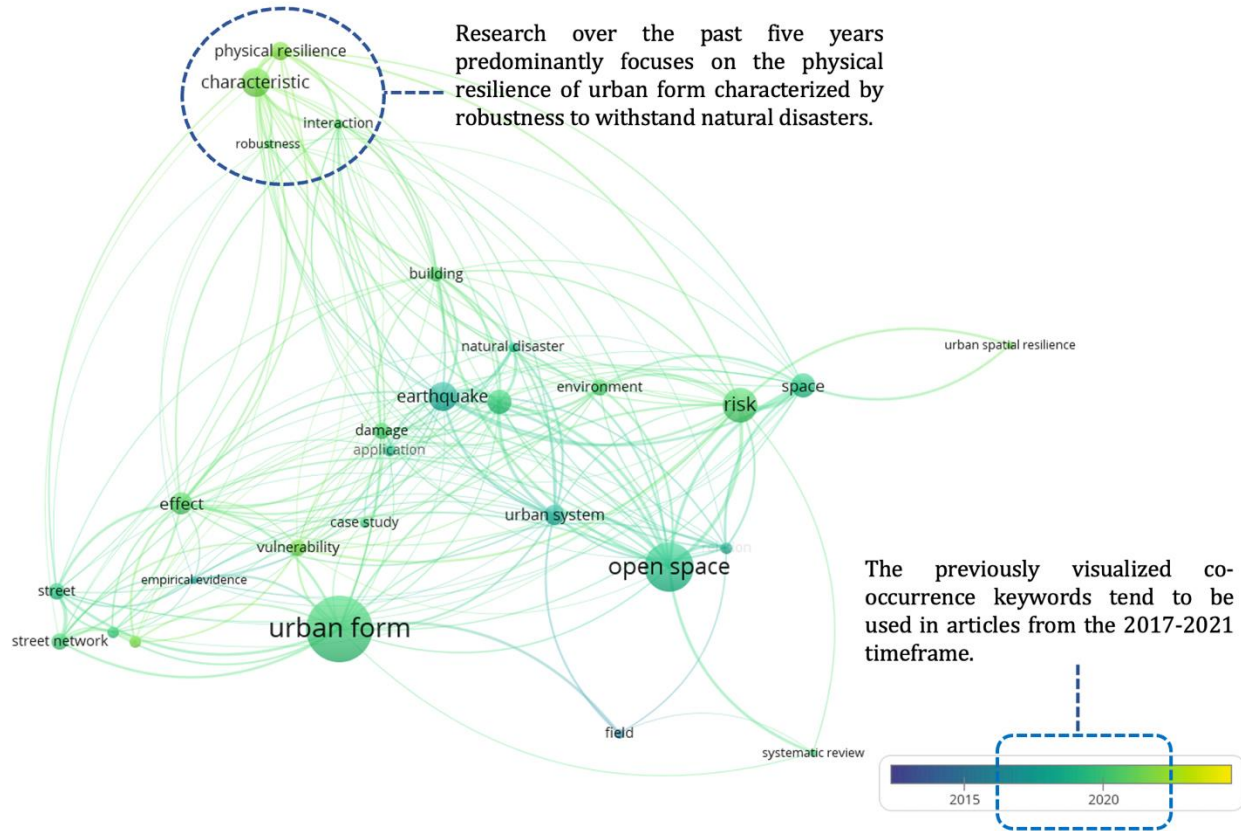 physical resilience
characteristic
interaction
robustness
Research over the past five years
predominantly focuses on the physical
resilience of urban form characterized by
robustness to withstand natural disasters.
building
natural disaster
urban spatial resilience
earthquake
environment
space
risk
damage
application
effect
case study
urban system
vulnerability
open space
empirical evidence
street
street network
urban form
The previously visualized co-
occurrence keywords tend to be
used in articles from the 2017-2021
timeframe.
field
systematic review
2015
2020